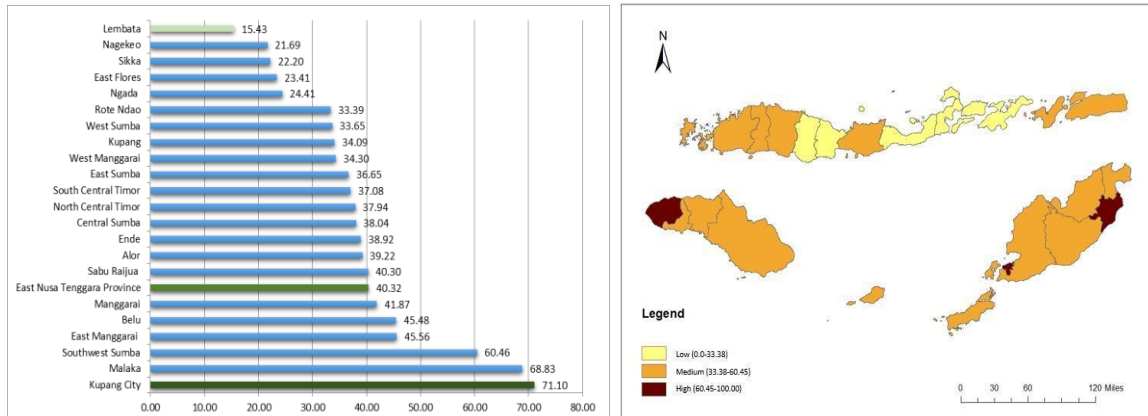 Lembata 15.43
Nagekeo 21.69
Sikka 22.20
East Flores 23.41
Ngada 24.41
Rote Ndao 33.39
West Sumba 33.65
Kupang 34.09
West Manggarai 34.30
East Sumba 36.65
South Central Timor 37.08
North Central Timor 37.94
Central Sumba 38.04
Ende 38.92
Alor 39.22
Sabu Raijua 40.30
East Nusa Tenggara Province 40.32
Manggarai 41.87
Belu 45.48
East Manggarai 45.56
Southwest Sumba 60.46
Malaka 68.83
Kupang City 71.10
0.00 10.00 20.00 30.00 40.00 50.00 60.00 70.00 80.00
N
Legend
Low (0.0-33.38)
Medium (33.38-60.45)
High (60.45-100.00)
0 30 60 120 Miles